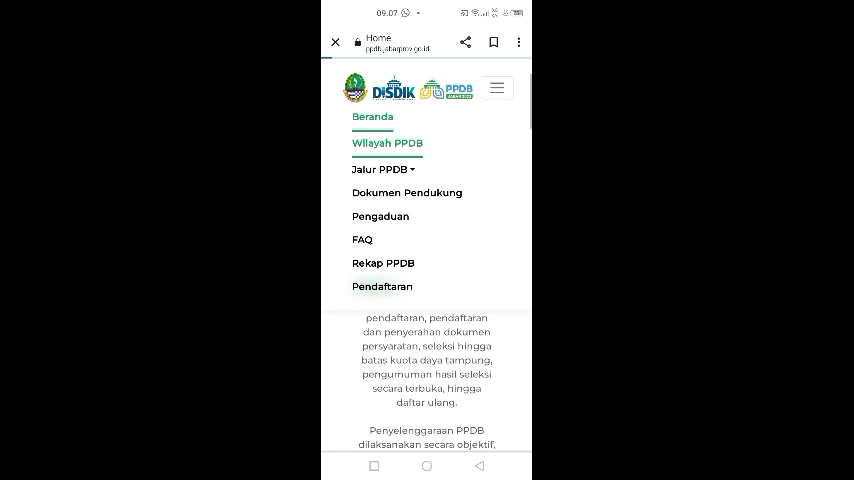 09.07
Home
ppdb.jabarprov.go.id
DISDIK PPDB
JABAR 2023
Beranda
Wilayah PPDB
Jalur PPDB
Dokumen Pendukung
Pengaduan
FAQ
Rekap PPDB
Pendaftaran
pendaftaran, pendaftaran
dan penyerahan dokumen
persyaratan, seleksi hingga
batas kuota daya tampung,
pengumuman hasil seleksi
secara terbuka, hingga
daftar ulang.
Penyelenggaraan PPDB
dilaksanakan secara objektif,